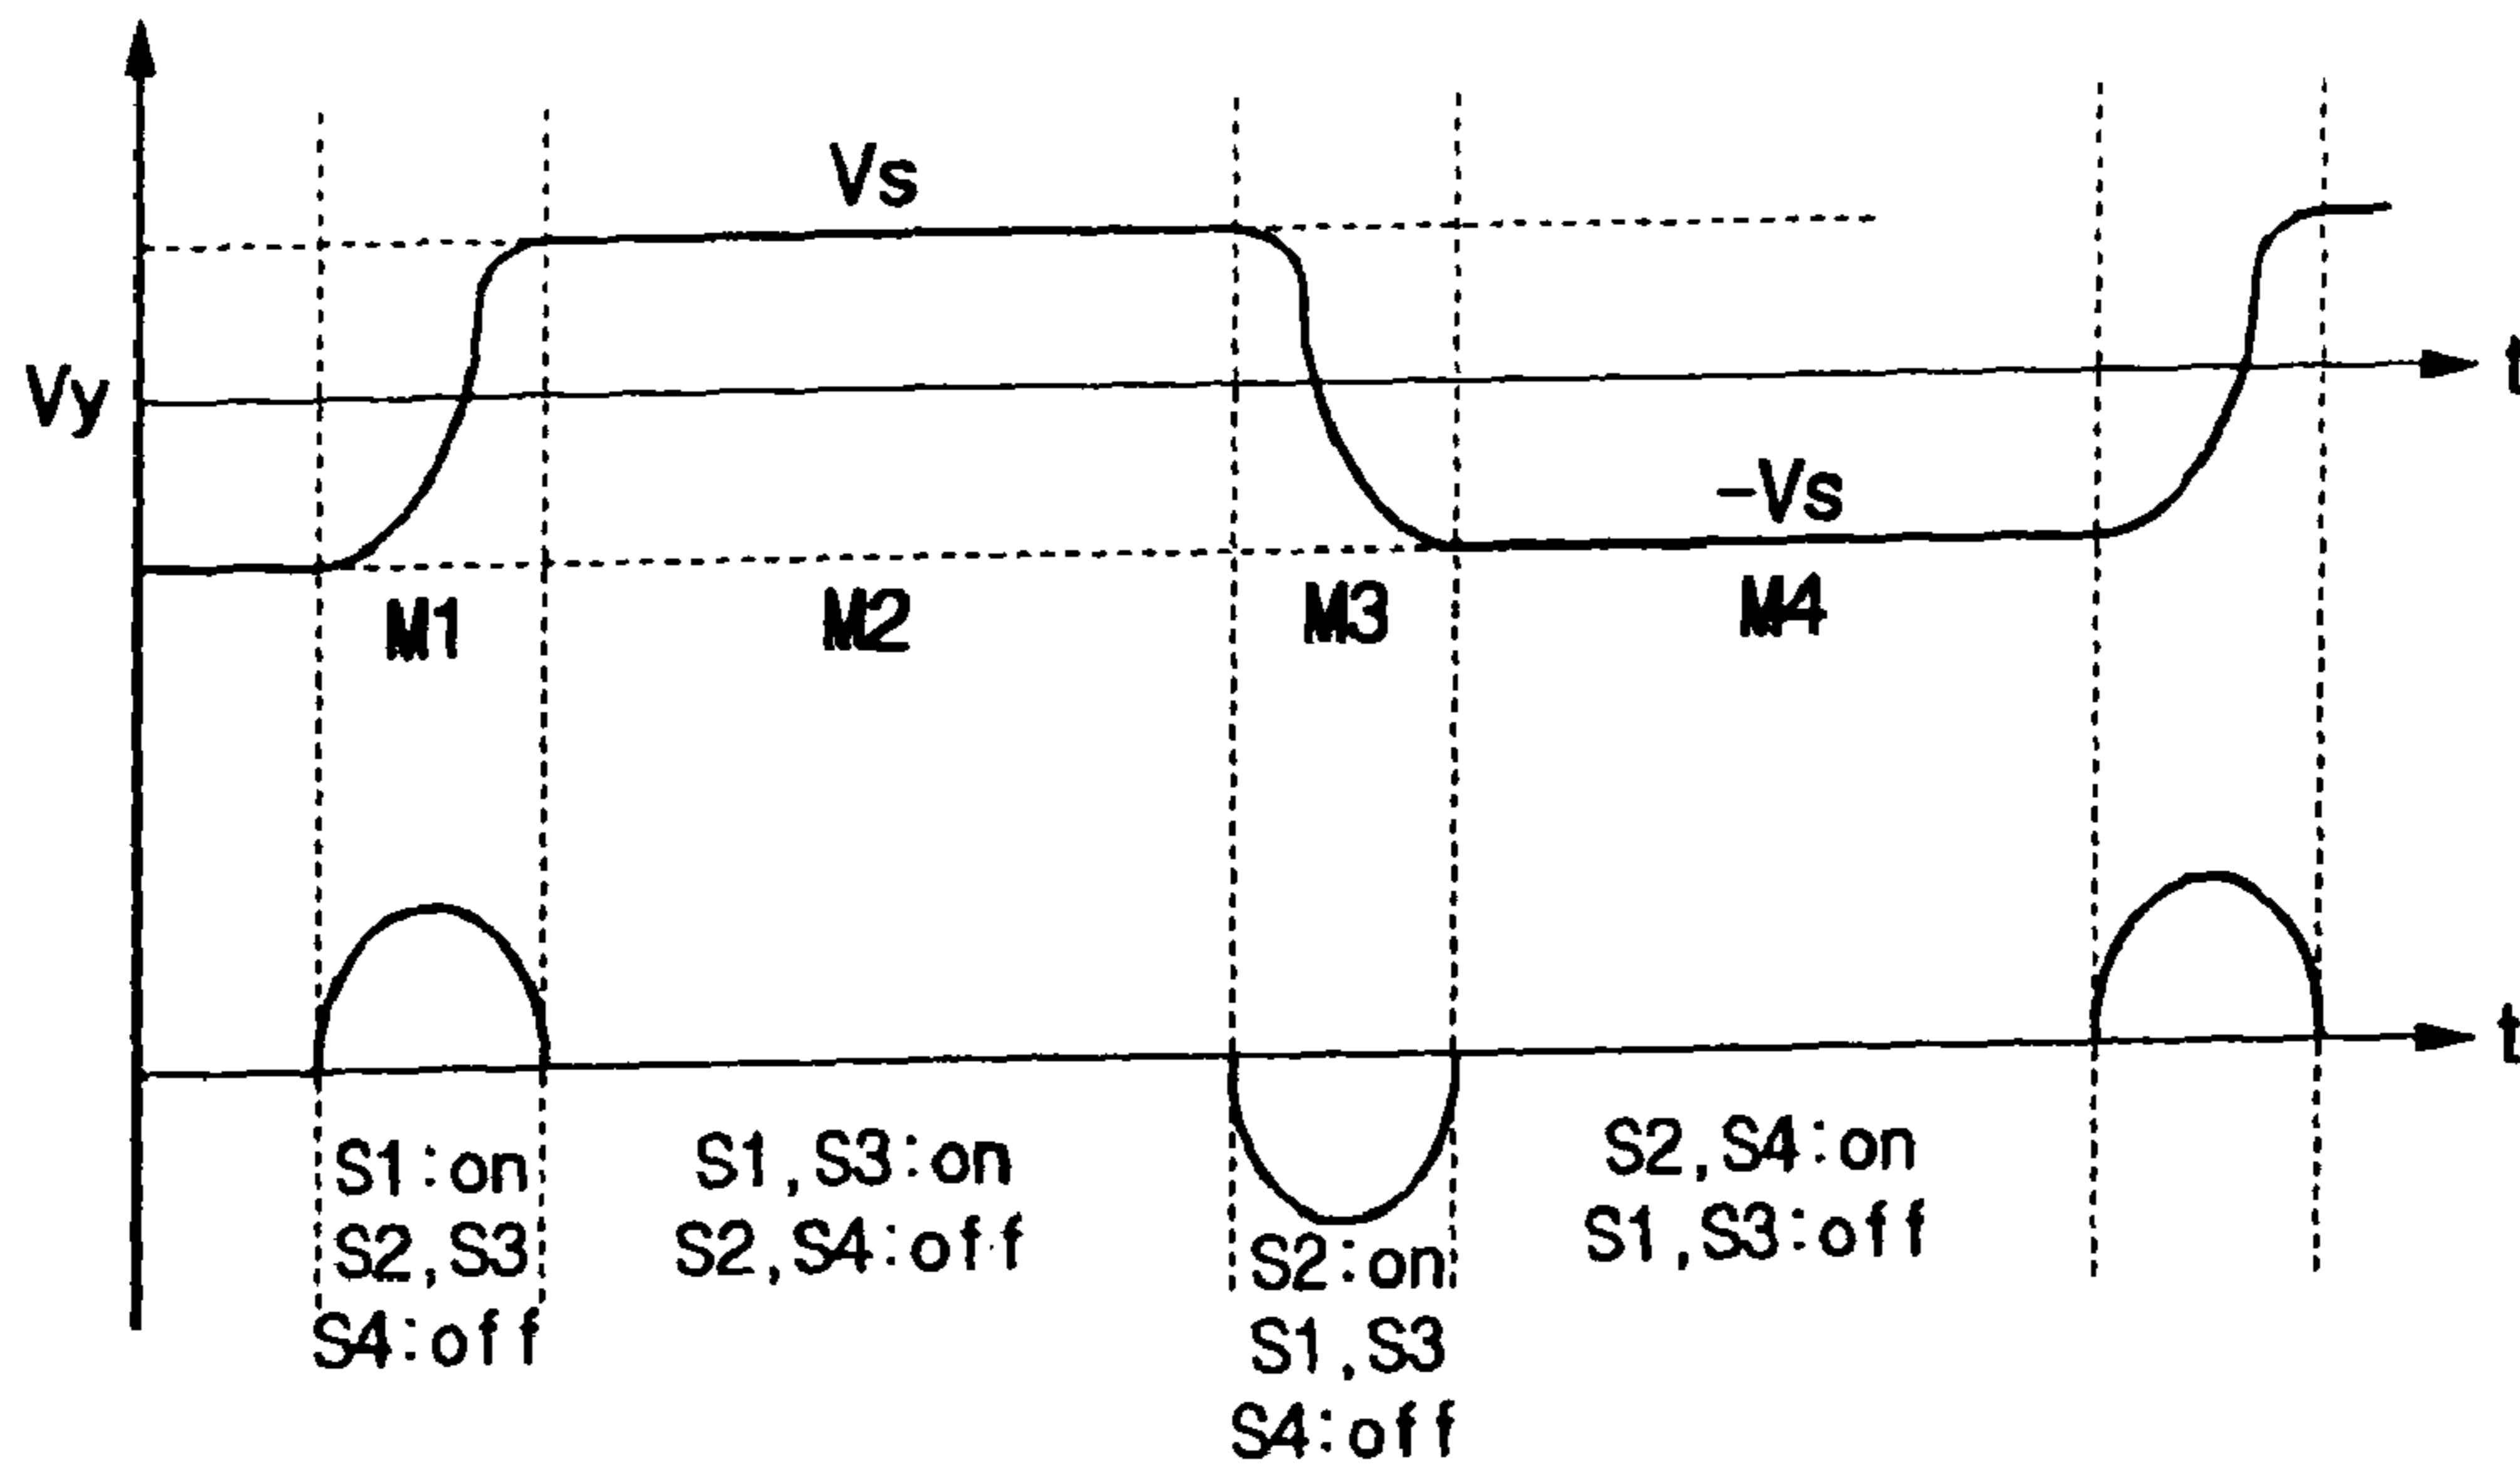 Vs
Vy
t
-Vs
M1
M2
M3
M4
t
S1:on
S2,S3
S4:off
S1,S3:on
S2,S4:off
S2:on
S1,S3
S4:off
S2,S4:on
S1,S3:off